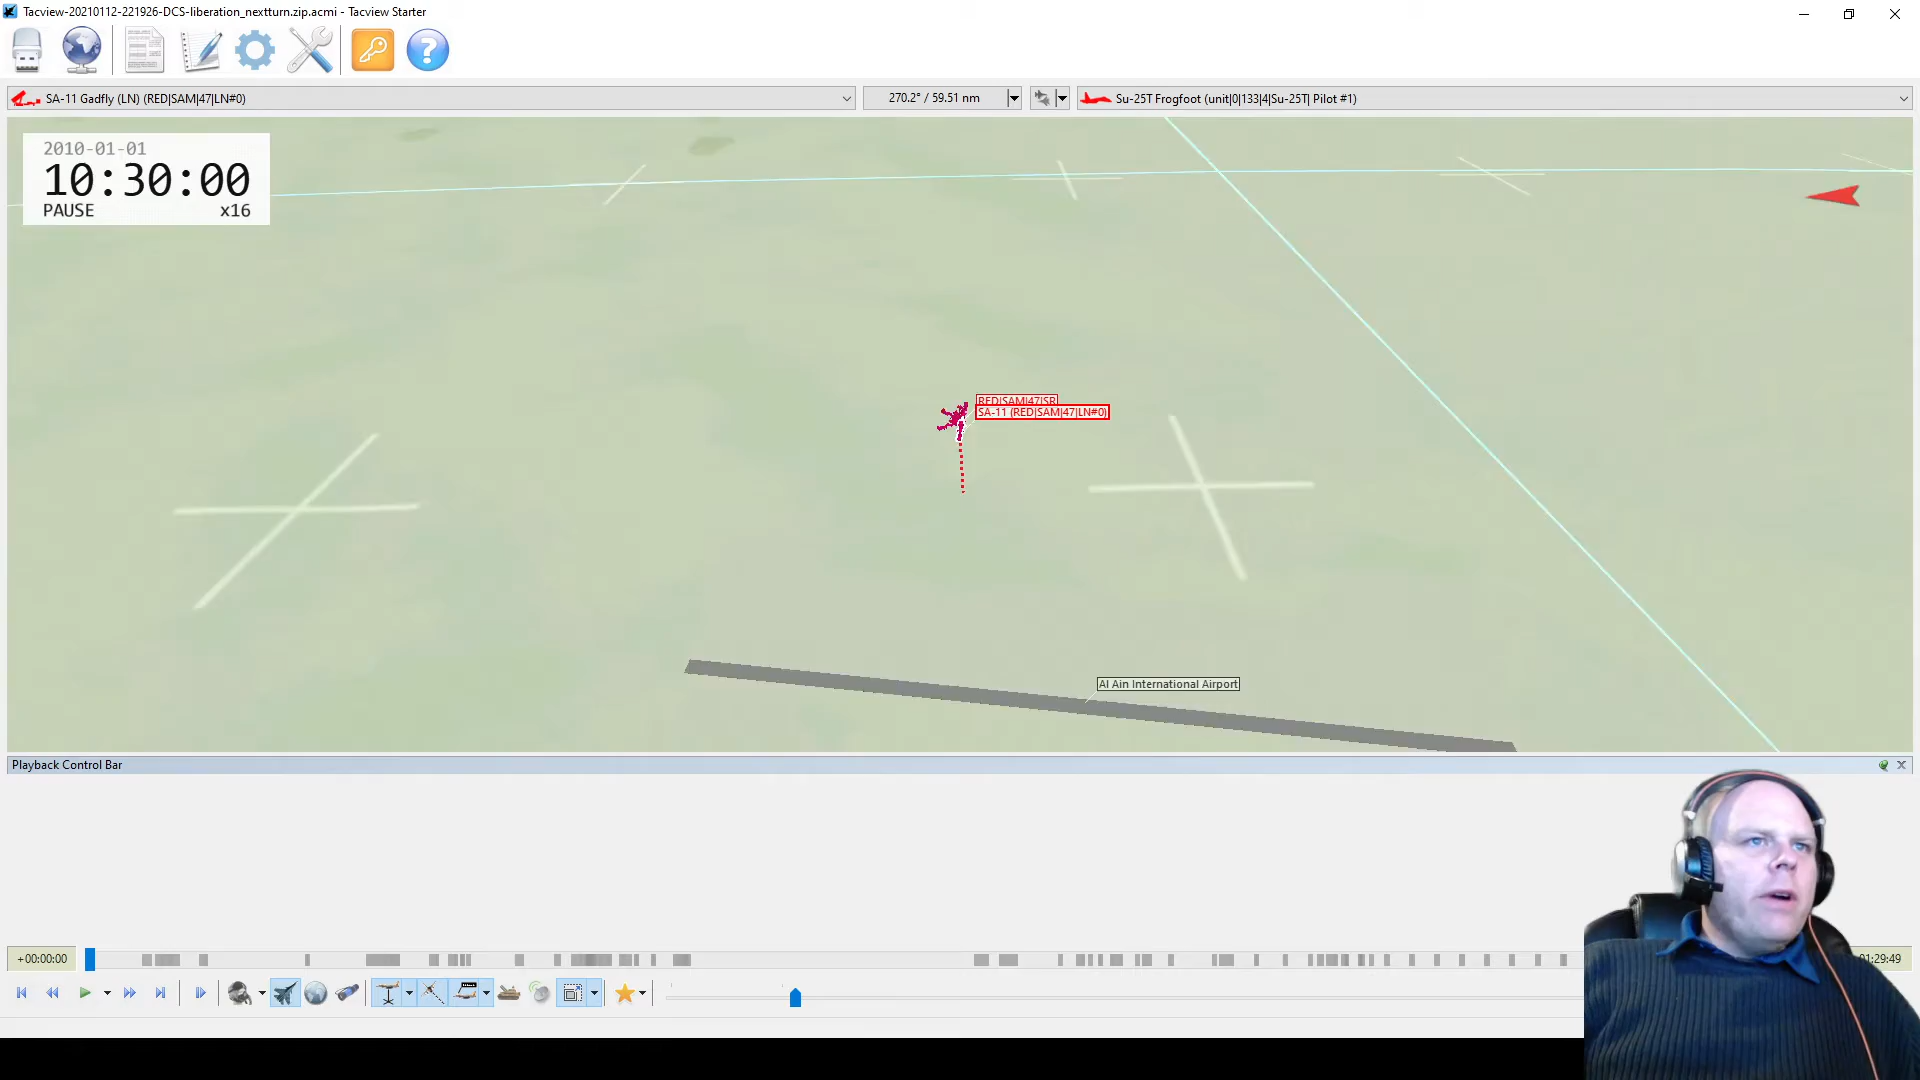 Tacview-20210112-221926-DCS-liberation_nextturn.zip.acmi - Tacview Starter
SA-11 Gadfly (LN) (RED|SAM|47|LN#0)
270.2° / 59.51 nm
Su-25T Frogfoot (unit|0|133|4|Su-25T| Pilot #1)
2010-01-01
10:30:00
PAUSE x16
RED|SAM|47|SR
SA-11 (RED|SAM|47|LN#0)
Al Ain International Airport
Playback Control Bar
+00:00:00
01:29:49